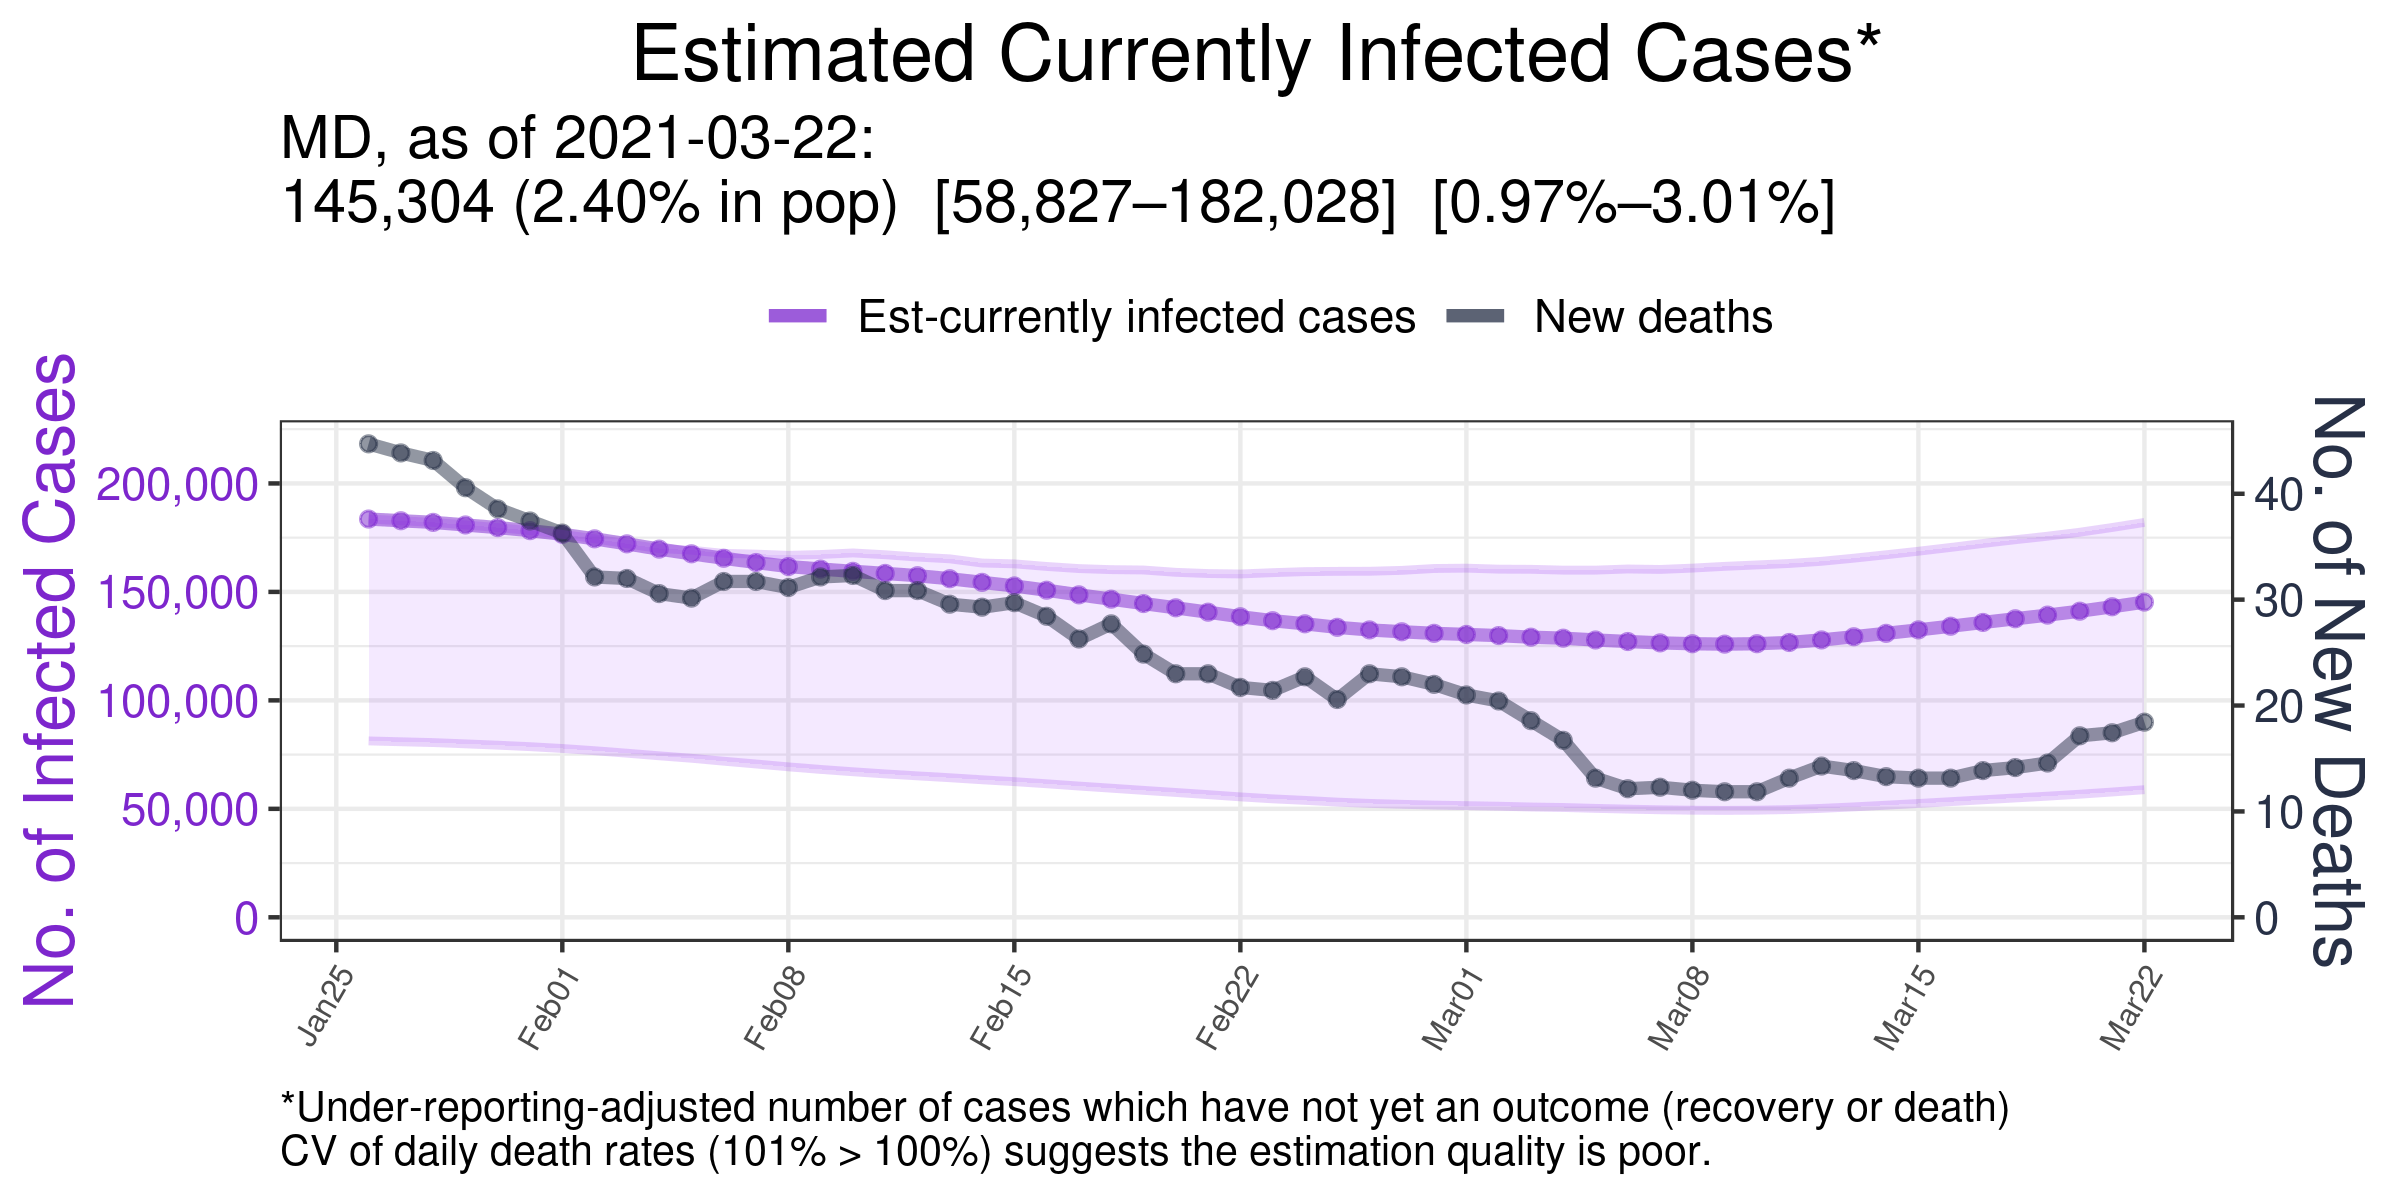 Estimated Currently Infected Cases*
MD, as of 2021-03-22:
145,304 (2.40% in pop)  [58,827–182,028]  [0.97%–3.01%]
Est-currently infected cases
New deaths
No. of Infected Cases
200,000
150,000
100,000
50,000
0
No. of New Deaths
40
30
20
10
0
Jan25
Feb01
Feb08
Feb15
Feb22
Mar01
Mar08
Mar15
Mar22
*Under-reporting-adjusted number of cases which have not yet an outcome (recovery or death)
CV of daily death rates (101% > 100%) suggests the estimation quality is poor.